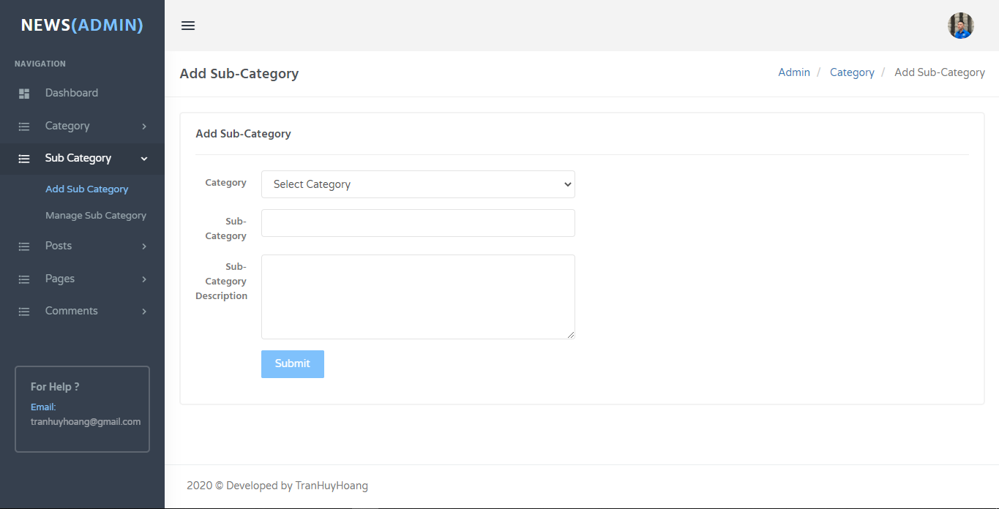 NEWS(ADMIN)
NAVIGATION
Dashboard
Category
Sub Category
Add Sub Category
Manage Sub Category
Posts
Pages
Comments
For Help ?
Email:
tranhuyhoang@gmail.com
Add Sub-Category
Admin / Category / Add Sub-Category
Add Sub-Category
Category
Select Category
Sub-
Category
Sub-
Category
Description
Submit
2020 © Developed by TranHuyHoang